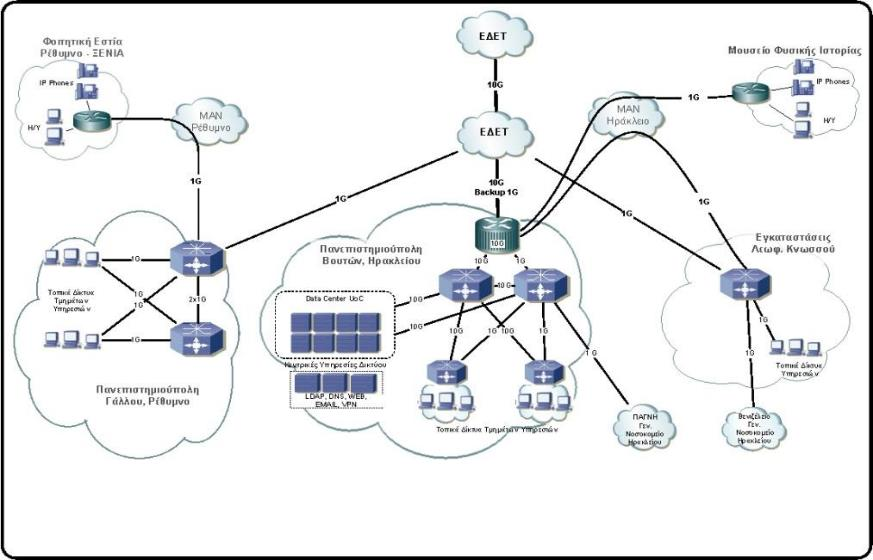 ΕΔΕΤ
10G
ΕΔΕΤ
10G
Backup 1G
Φοιτητική Εστία
Ρέθυμνο - ΞΕΝΙΑ
IP Phones
Η/Υ
MAN
Ρέθυμνο
1G
1G
MAN
Ηράκλειο
1G
Μουσείο Φυσικής Ιστορίας
IP Phones
Η/Υ
1G
1G
10G
Πανεπιστημιούπολη
Βουτών, Ηρακλείου
10G
1G
10G
10G
10G
Data Center UoC
Κεντρικές Υπηρεσίες Δικτύου
LDAP, DNS, WEB,
EMAIL, VPN
10G
1G
10G
1G
1G
Τοπικά Δίκτυα Τμημάτων Υπηρεσιών
1G
1G
1G
1G
2x1G
Τοπικά Δίκτυα
Τμημάτων
Υπηρεσιών
Πανεπιστημιούπολη
Γάλλου, Ρέθυμνο
Εγκαταστάσεις
Λεωφ. Κνωσσού
1G
1G
Τοπικά Δίκτυα
Υπηρεσιών
ΠΑΓΝΗ
Γεν.
Νοσοκομείο
Ηρακλείου
Βενιζέλειο
Γεν.
Νοσοκομείο
Ηρακλείου